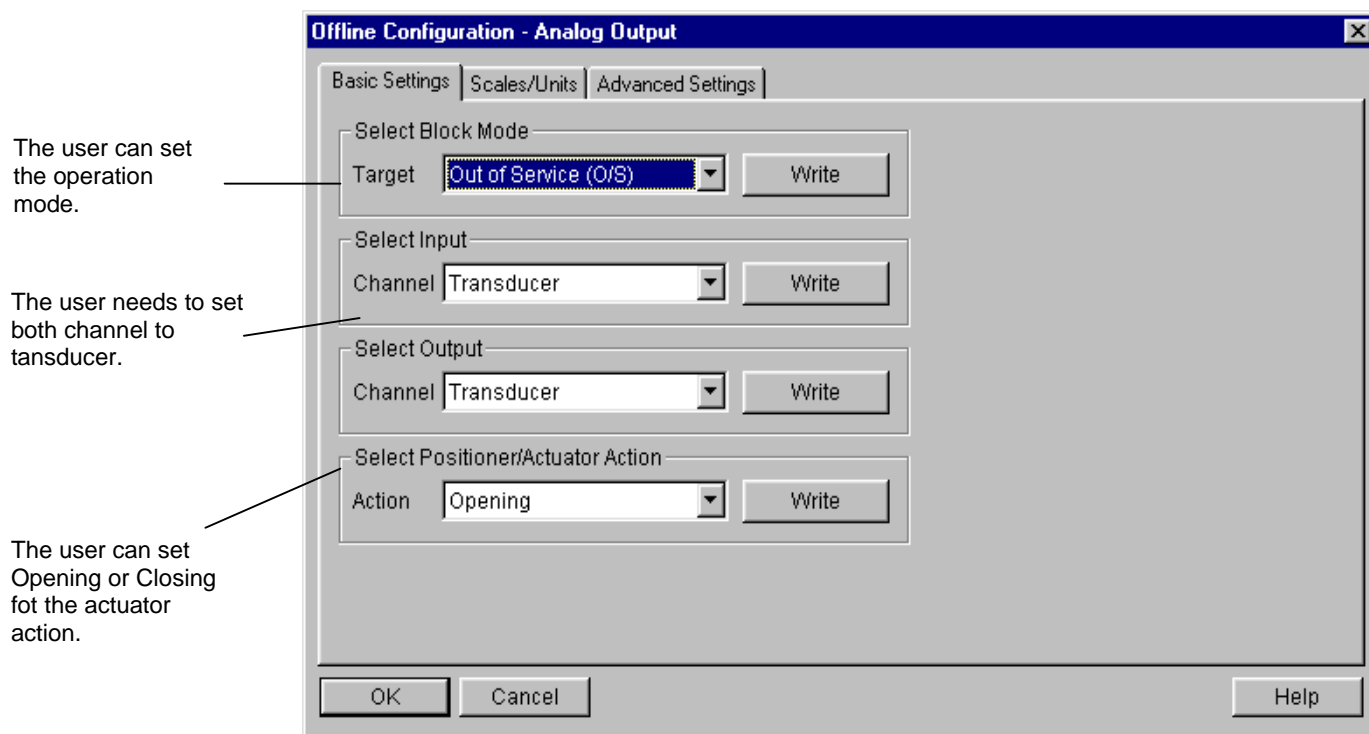 Offline Configuration - Analog Output
Basic Settings
Scales/Units
Advanced Settings
The user can set
the operation
mode.
Select Block Mode
Target
Out of Service (O/S)
Write
The user needs to set
both channel to
tansducer.
Select Input
Channel
Transducer
Write
Select Output
Channel
Transducer
Write
The user can set
Opening or Closing
fot the actuator
action.
Select Positioner/Actuator Action
Action
Opening
Write
OK
Cancel
Help